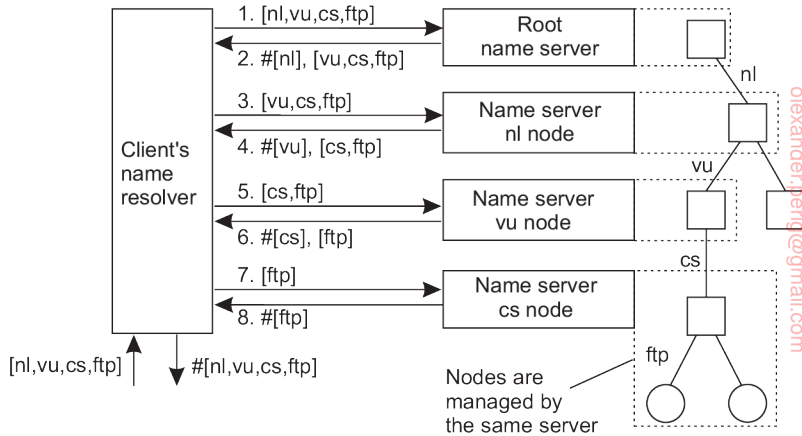 1. [nl,vu,cs,ftp]
Root
name server
2. #[nl], [vu,cs,ftp]
nl
3. [vu,cs,ftp]
Name server
nl node
4. #[vu], [cs,ftp]
Client's
name
resolver
vu
5. [cs,ftp]
Name server
vu node
6. #[cs], [ftp]
cs
7. [ftp]
Name server
cs node
8. #[ftp]
[nl,vu,cs,ftp]
#[nl,vu,cs,ftp]
ftp
Nodes are
managed by
the same server
olexander.perig@gmail.com